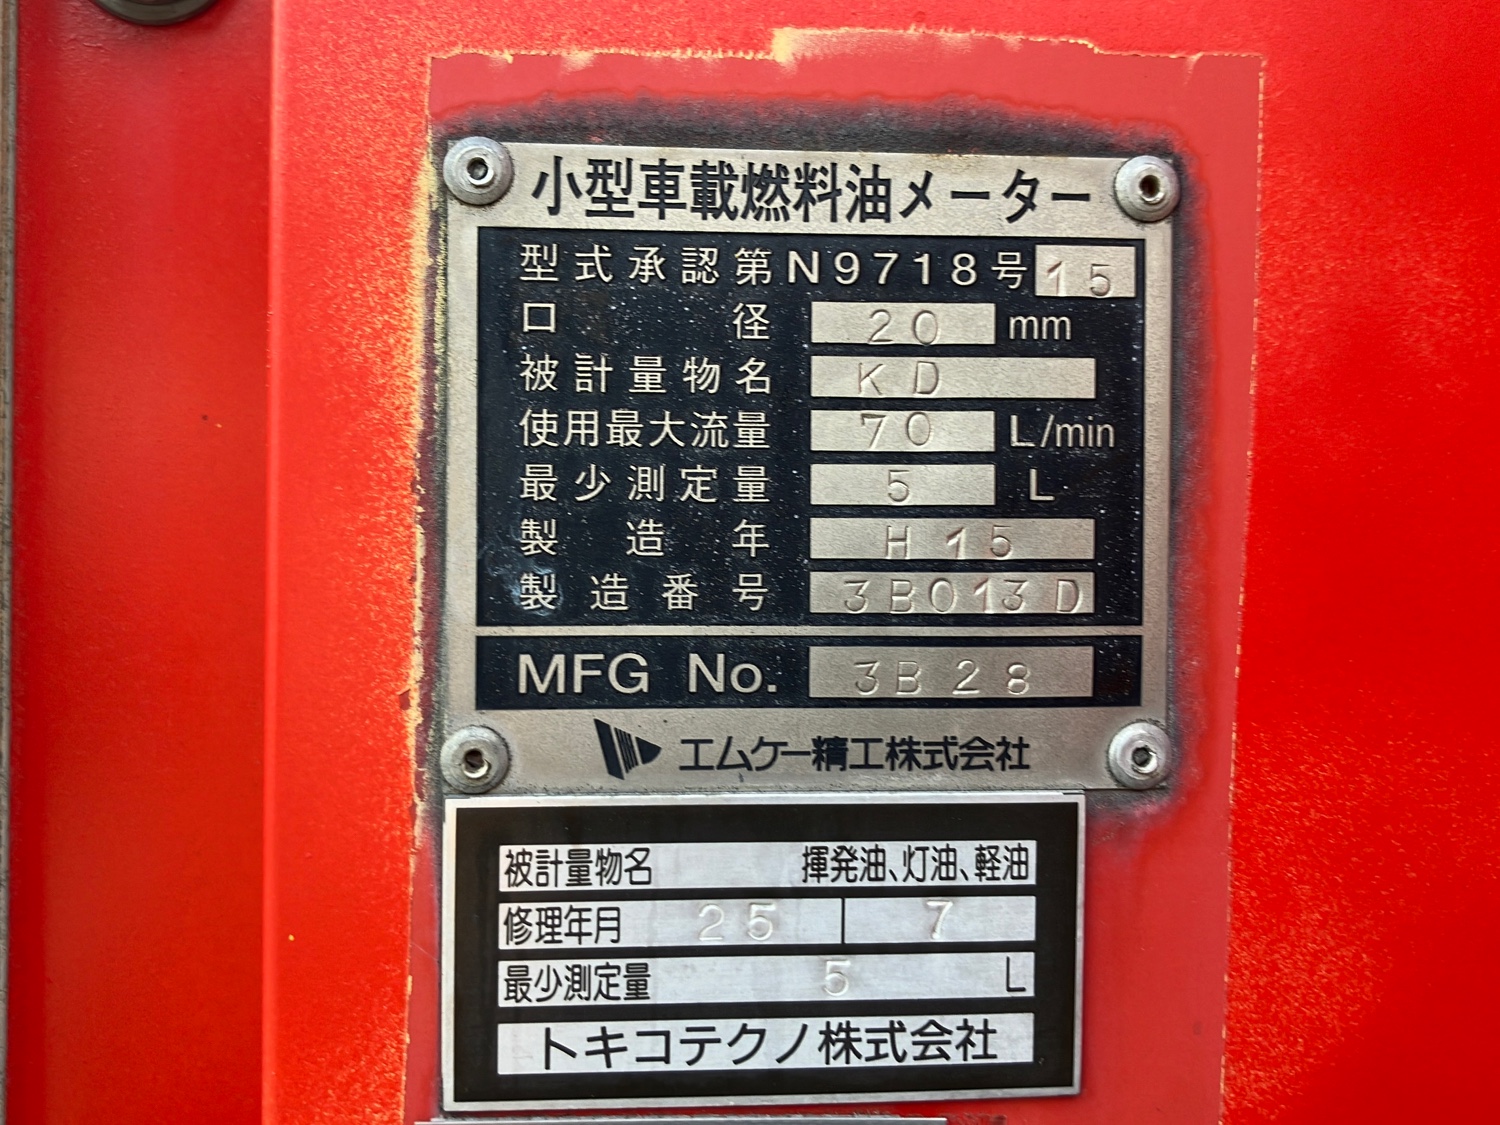 小型車載燃料油メーター
型式承認第N9718号 15
口径 20 mm
被計量物名 KD
使用最大流量 70 L/min
最少測定量 5 L
製造年 H15
製造番号 3B013D
MFG No. 3B28
エムケー精工株式会社
被計量物名 揮発油、灯油、軽油
修理年月 25 7
最少測定量 5 L
トキコテクノ株式会社